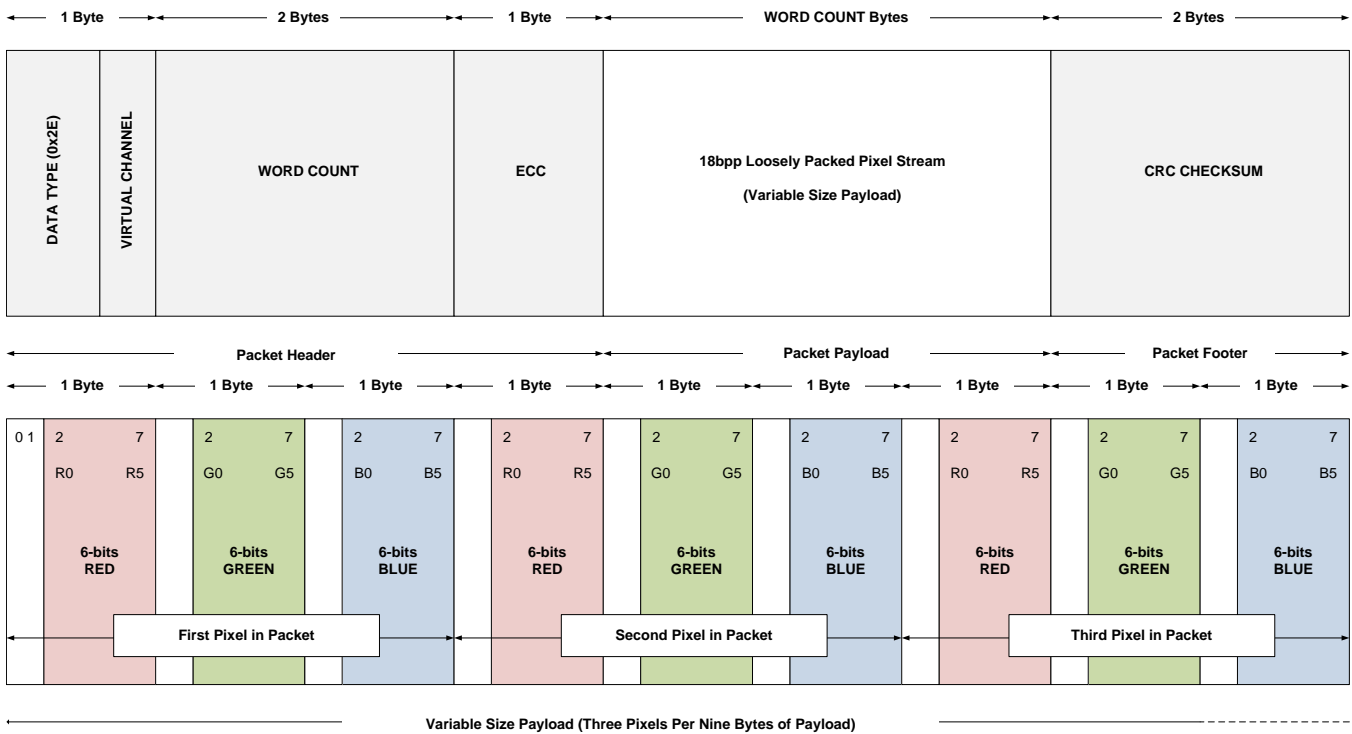 1 Byte 2 Bytes 1 Byte WORD COUNT Bytes 2 Bytes
DATA TYPE (0x2E)
VIRTUAL CHANNEL
WORD COUNT
ECC
18bpp Loosely Packed Pixel Stream
(Variable Size Payload)
CRC CHECKSUM
Packet Header Packet Payload Packet Footer
1 Byte 1 Byte 1 Byte 1 Byte 1 Byte 1 Byte 1 Byte 1 Byte 1 Byte
0 1 2 7 2 7 2 7 2 7 2 7 2 7 2 7 2 7 2 7
R0 R5 G0 G5 B0 B5 R0 R5 G0 G5 B0 B5 R0 R5 G0 G5 B0 B5
6-bits 6-bits 6-bits 6-bits 6-bits 6-bits 6-bits 6-bits 6-bits
RED GREEN BLUE RED GREEN BLUE RED GREEN BLUE
First Pixel in Packet Second Pixel in Packet Third Pixel in Packet
Variable Size Payload (Three Pixels Per Nine Bytes of Payload)